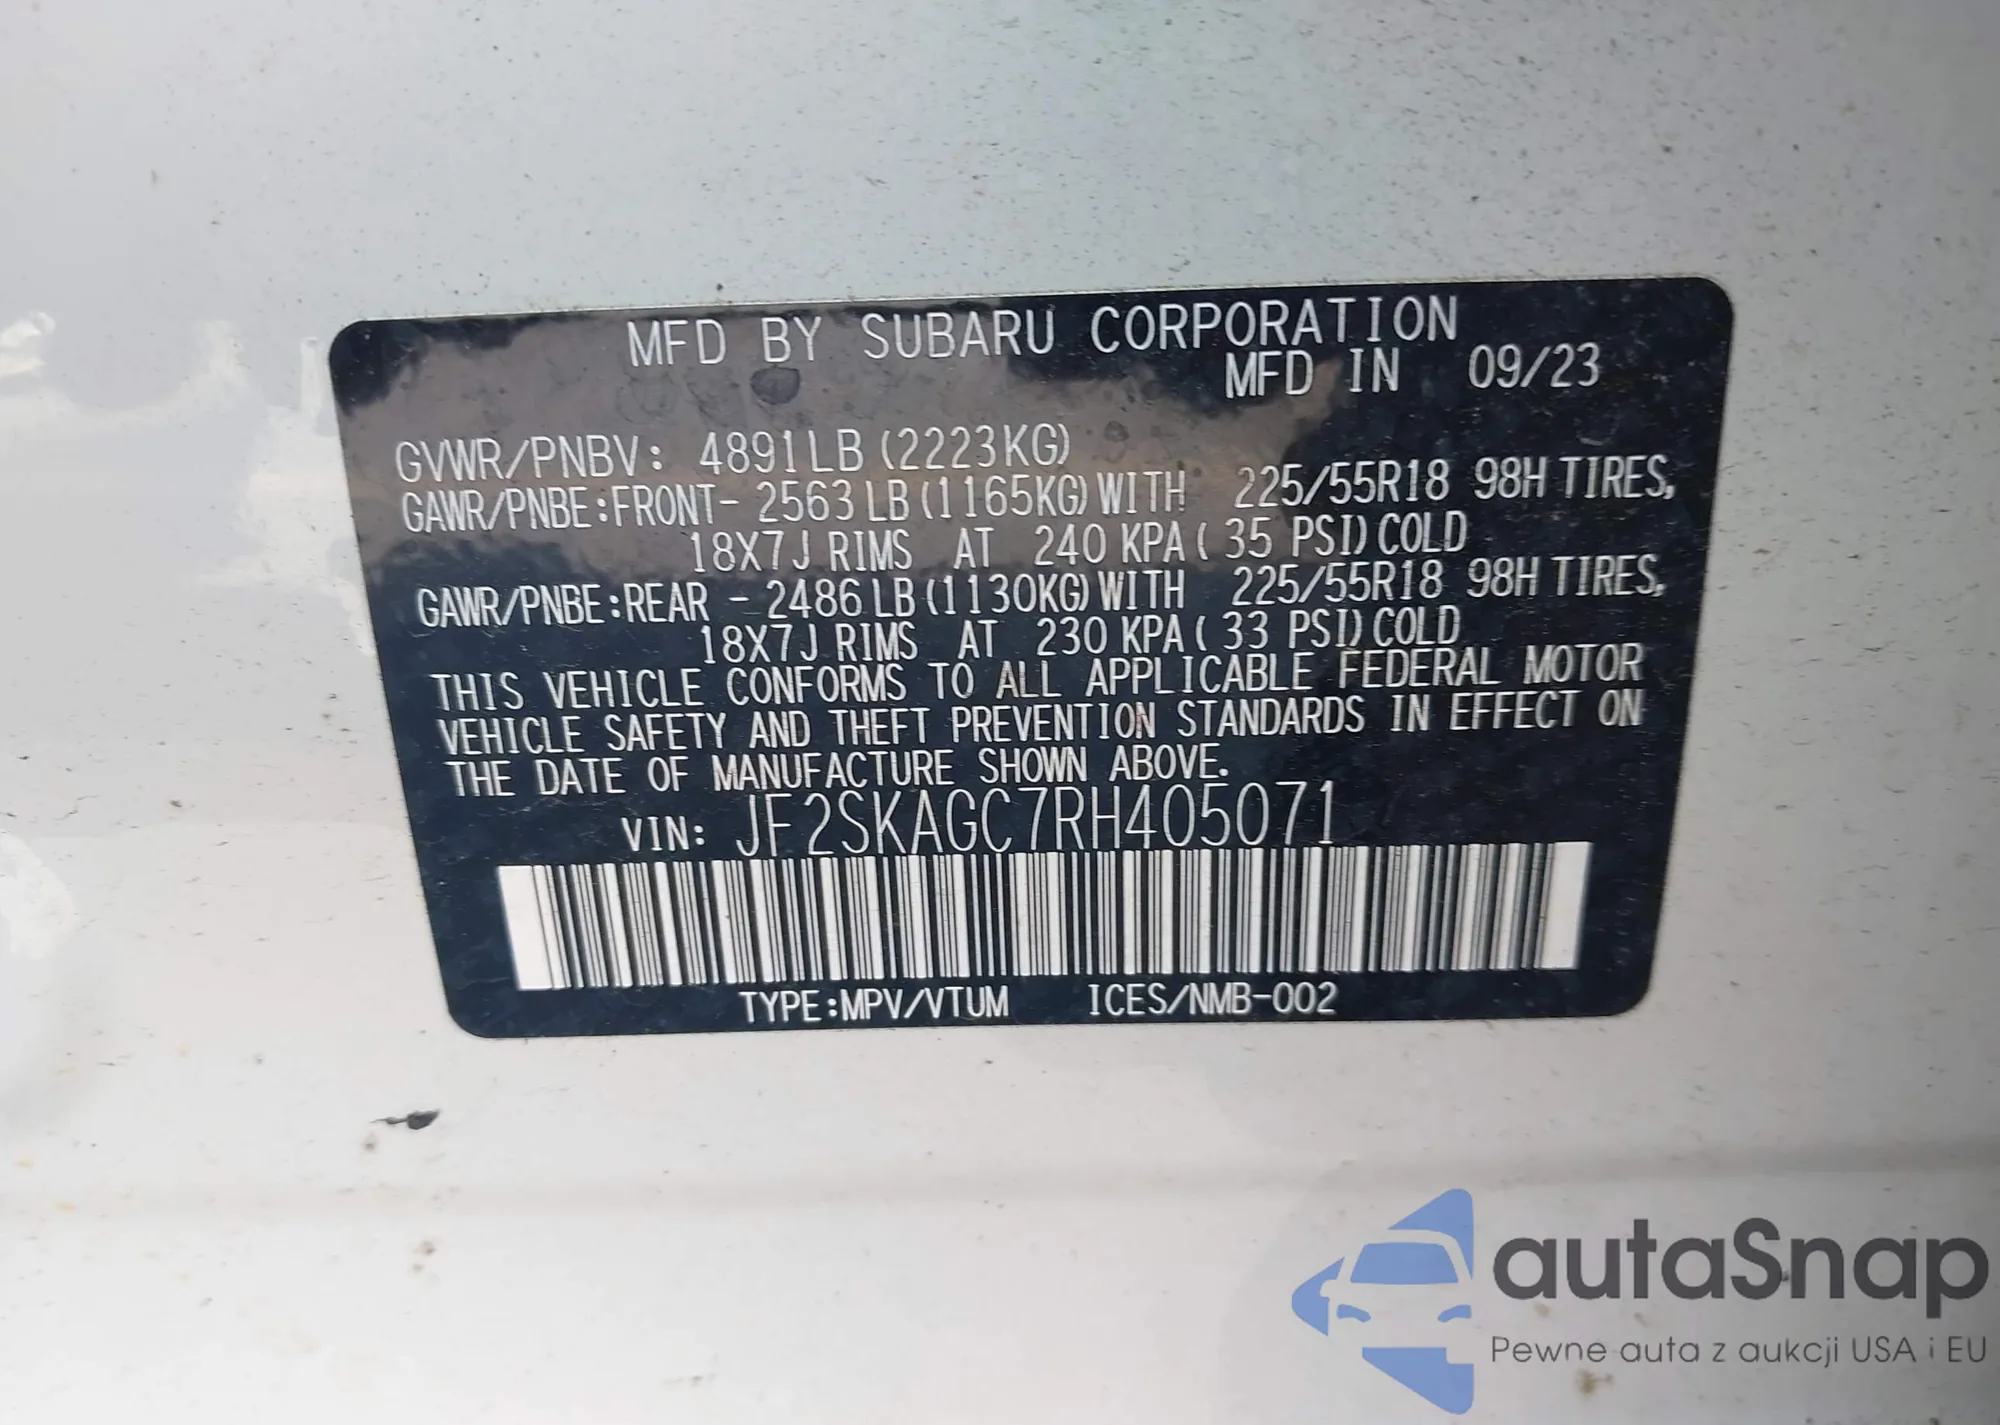 MFD BY SUBARU CORPORATION
MFD IN 09/23
GVWR/PNBV: 4891LB (2223KG)
GAWR/PNBE:FRONT- 2563 LB (1165KG) WITH 225/55R18 98H TIRES,
18X7J RIMS AT 240 KPA ( 35 PSI) COLD
GAWR/PNBE:REAR - 2486 LB (1130KG) WITH 225/55R18 98H TIRES,
18X7J RIMS AT 230 KPA ( 33 PSI) COLD
THIS VEHICLE CONFORMS TO ALL APPLICABLE FEDERAL MOTOR
VEHICLE SAFETY AND THEFT PREVENTION STANDARDS IN EFFECT ON
THE DATE OF MANUFACTURE SHOWN ABOVE.
VIN: JF2SKAGC7RH405071
TYPE:MPV/VTUM ICES/NMB-002
autaSnap
Pewne auta z aukcji USA i EU